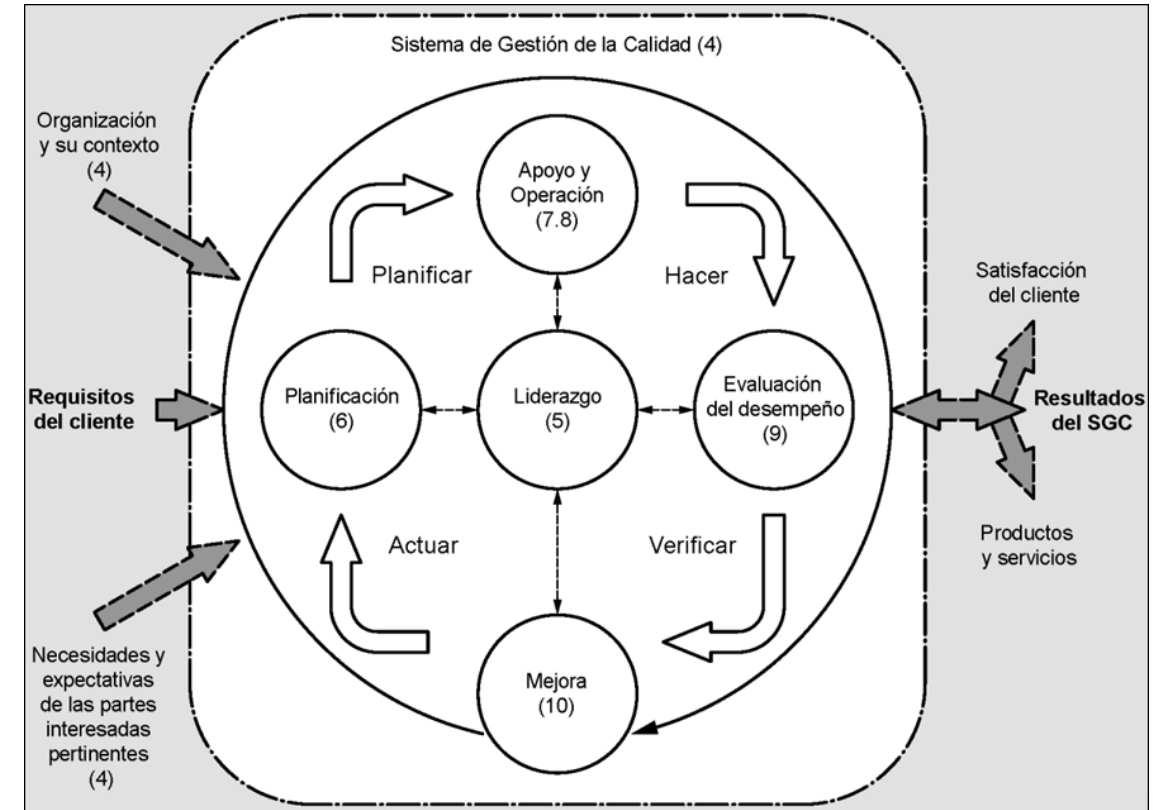 Sistema de Gestión de la Calidad (4)
Organización
y su contexto
(4)
Apoyo y
Operación
(7.8)
Planificar
Hacer
Satisfacción
del cliente
Requisitos
del cliente
Planificación
(6)
Liderazgo
(5)
Evaluación
del desempeño
(9)
Resultados
del SGC
Actuar
Verificar
Productos
y servicios
Necesidades y
expectativas
de las partes
interesadas
pertinentes
(4)
Mejora
(10)